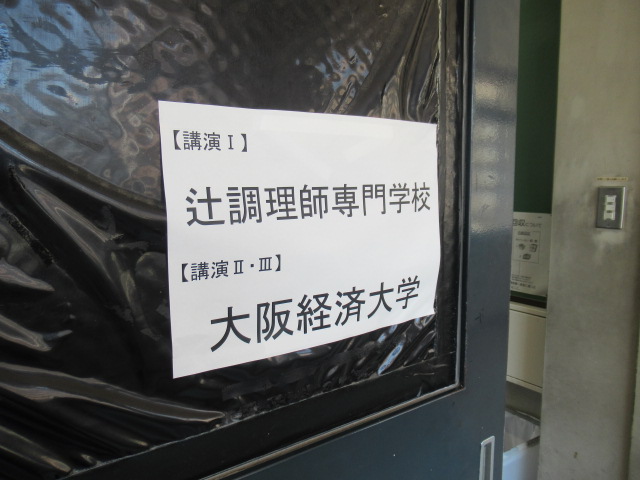 【講演Ⅰ】
辻調理師専門学校
【講演Ⅱ・Ⅲ】
大阪経済大学